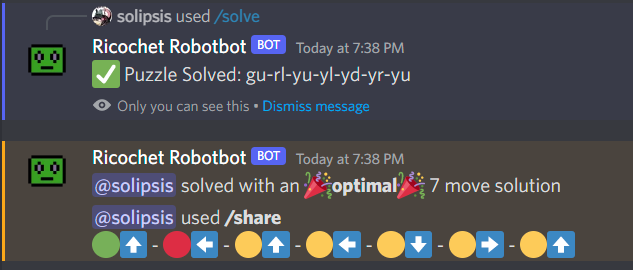 solipsis used /solve
Ricochet Robotbot BOT Today at 7:38 PM
✅ Puzzle Solved: gu-rl-yu-yl-yd-yr-yu
Only you can see this • Dismiss message
Ricochet Robotbot BOT Today at 7:38 PM
@solipsis solved with an 🎉optimal🎉 7 move solution
@solipsis used /share
🟢⬆️ - 🔴⬅️ - 🟡⬆️ - 🟡⬅️ - 🟡⬇️ - 🟡➡️ - 🟡⬆️